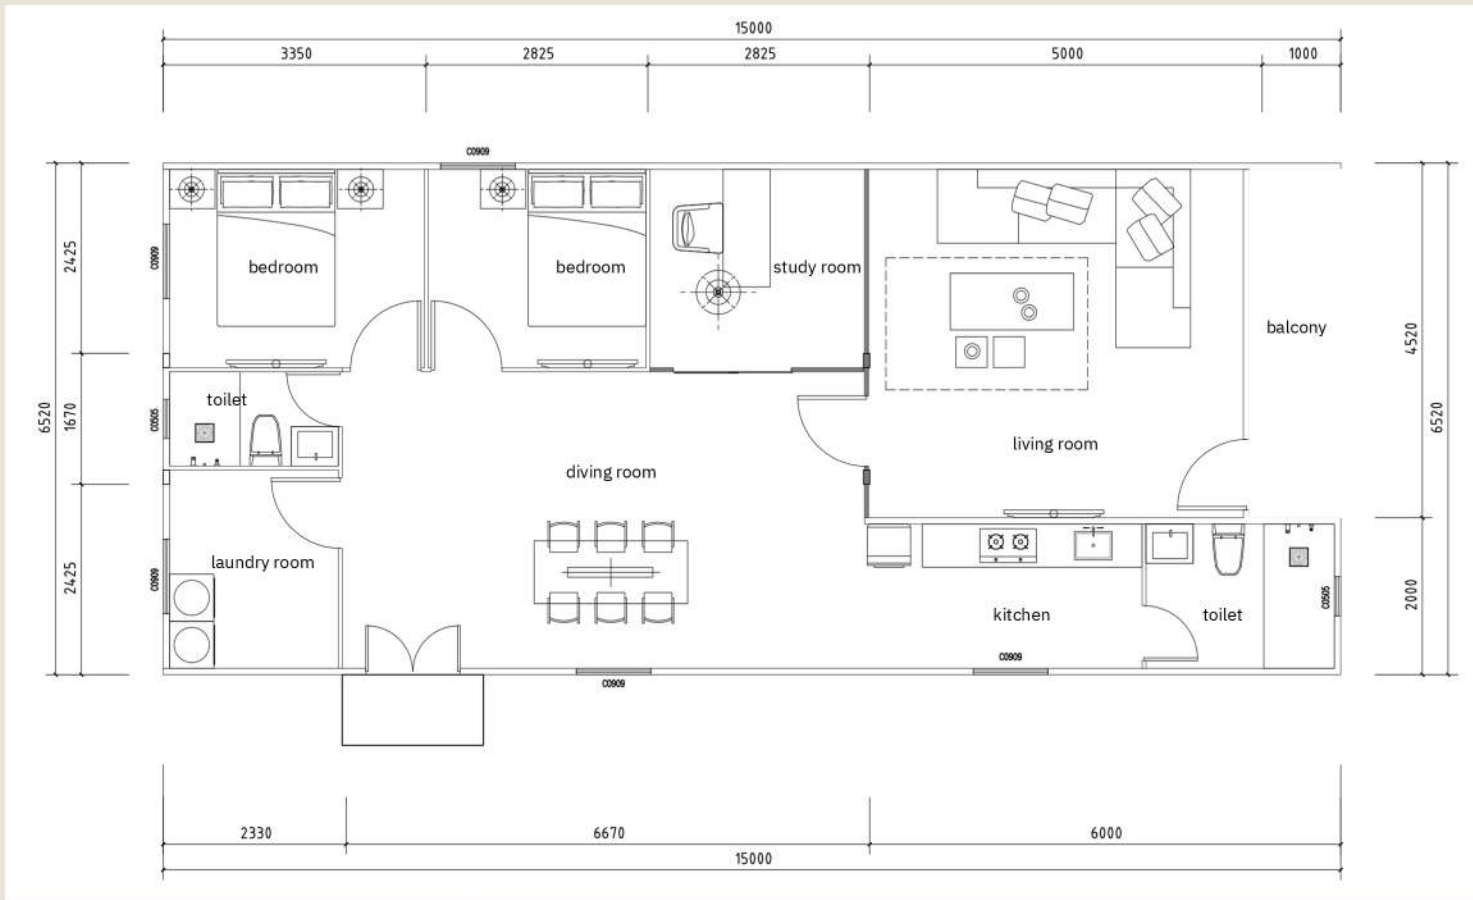 15000
3350
2825
2825
5000
1000
C0909
C0909
2425
bedroom
bedroom
study room
balcony
4520
toilet
C0505
1670
6520
6520
living room
diving room
laundry room
C0909
2425
kitchen
toilet
C0505
2000
C0909
C0909
2330
6670
6000
15000